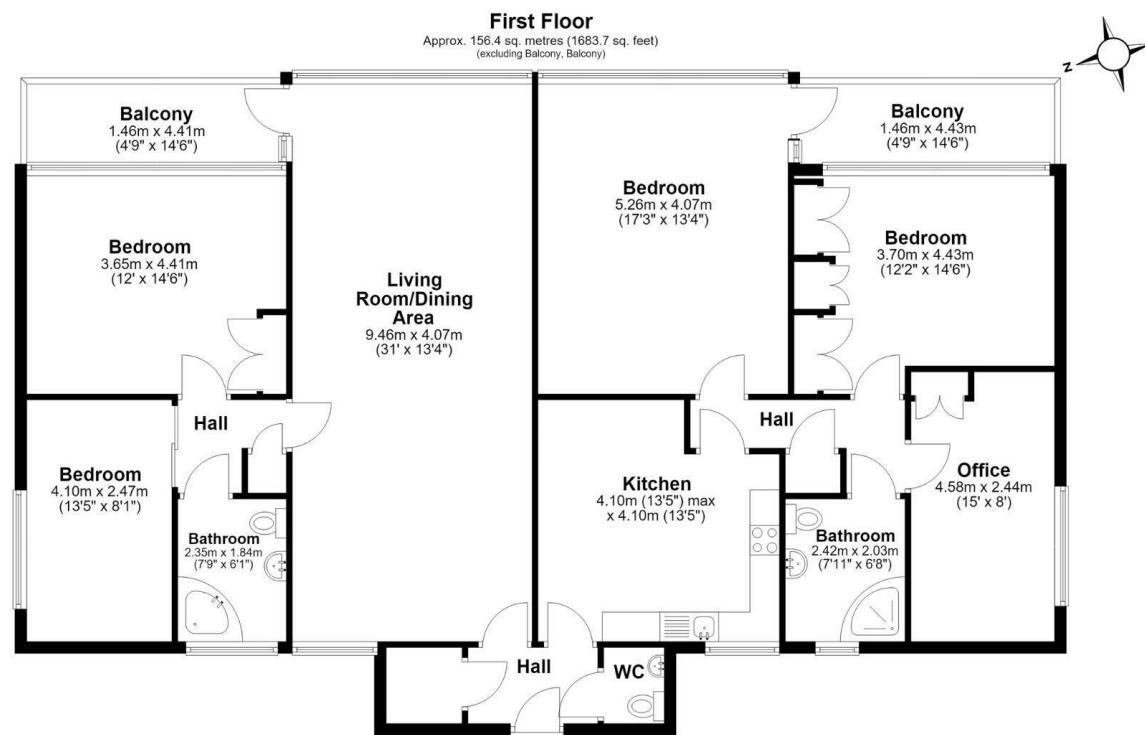 First Floor
Approx. 156.4 sq. metres (1683.7 sq. feet)
(excluding Balcony, Balcony)
N
Balcony
1.46m x 4.41m
(4'9" x 14'6")
Balcony
1.46m x 4.43m
(4'9" x 14'6")
Bedroom
3.65m x 4.41m
(12' x 14'6")
Living
Room/Dining
Area
9.46m x 4.07m
(31' x 13'4")
Bedroom
5.26m x 4.07m
(17'3" x 13'4")
Bedroom
3.70m x 4.43m
(12'2" x 14'6")
Hall
Hall
Bedroom
4.10m x 2.47m
(13'5" x 8'1")
Bathroom
2.35m x 1.84m
(7'9" x 6'1")
Kitchen
4.10m (13'5") max
x 4.10m (13'5")
Bathroom
2.42m x 2.03m
(7'11" x 6'8")
Office
4.58m x 2.44m
(15' x 8')
Hall
WC